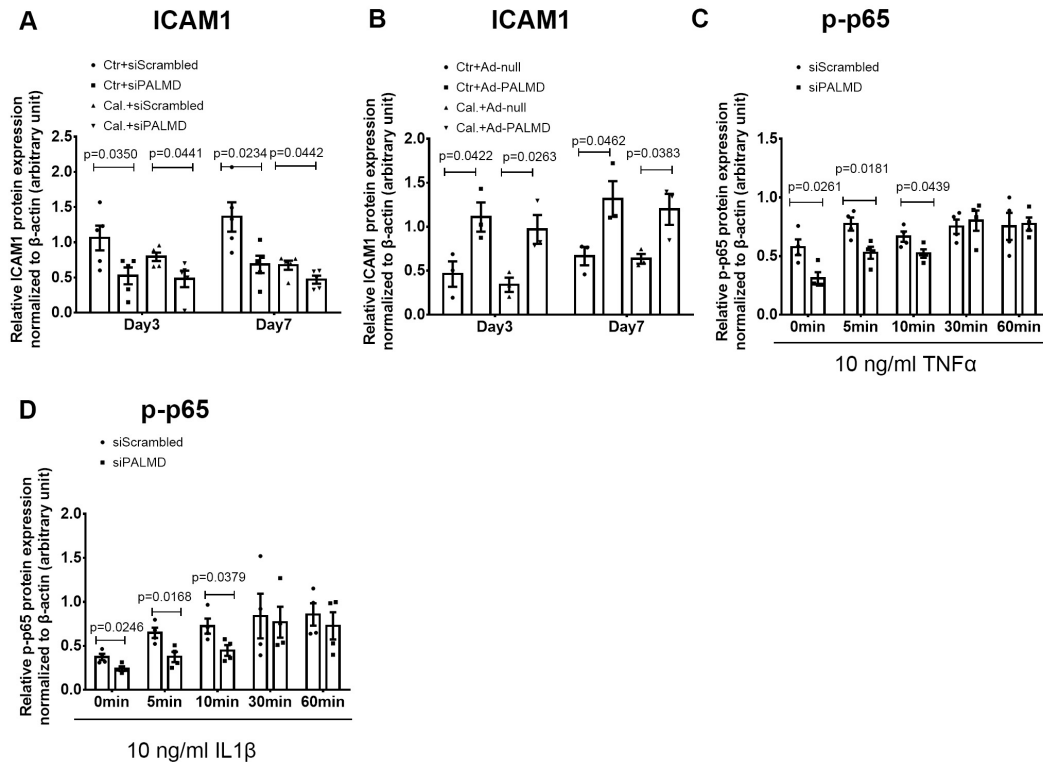 A
ICAM1
Ctr+siScrambled
Ctr+siPALMD
Cal.+siScrambled
Cal.+siPALMD
Relative ICAM1 protein expression
normalized to β-actin (arbitrary unit)
2.5
2.0
1.5
1.0
0.5
0.0
p=0.0350
p=0.0441
p=0.0234
p=0.0442
Day3
Day7
B
ICAM1
Ctr+Ad-null
Ctr+Ad-PALMD
Cal.+Ad-null
Cal.+Ad-PALMD
Relative ICAM1 protein expression
normalized to β-actin (arbitrary unit)
2.0
1.5
1.0
0.5
0.0
p=0.0422
p=0.0263
p=0.0462
p=0.0383
Day3
Day7
C
p-p65
siScrambled
siPALMD
Relative p-p65 protein expression
normalized to β-actin (arbitrary unit)
1.5
1.0
0.5
0.0
p=0.0261
p=0.0181
p=0.0439
0min
5min
10min
30min
60min
10 ng/ml TNFα
D
p-p65
siScrambled
siPALMD
Relative p-p65 protein expression
normalized to β-actin (arbitrary unit)
2.0
1.5
1.0
0.5
0.0
p=0.0246
p=0.0168
p=0.0379
0min
5min
10min
30min
60min
10 ng/ml IL1β